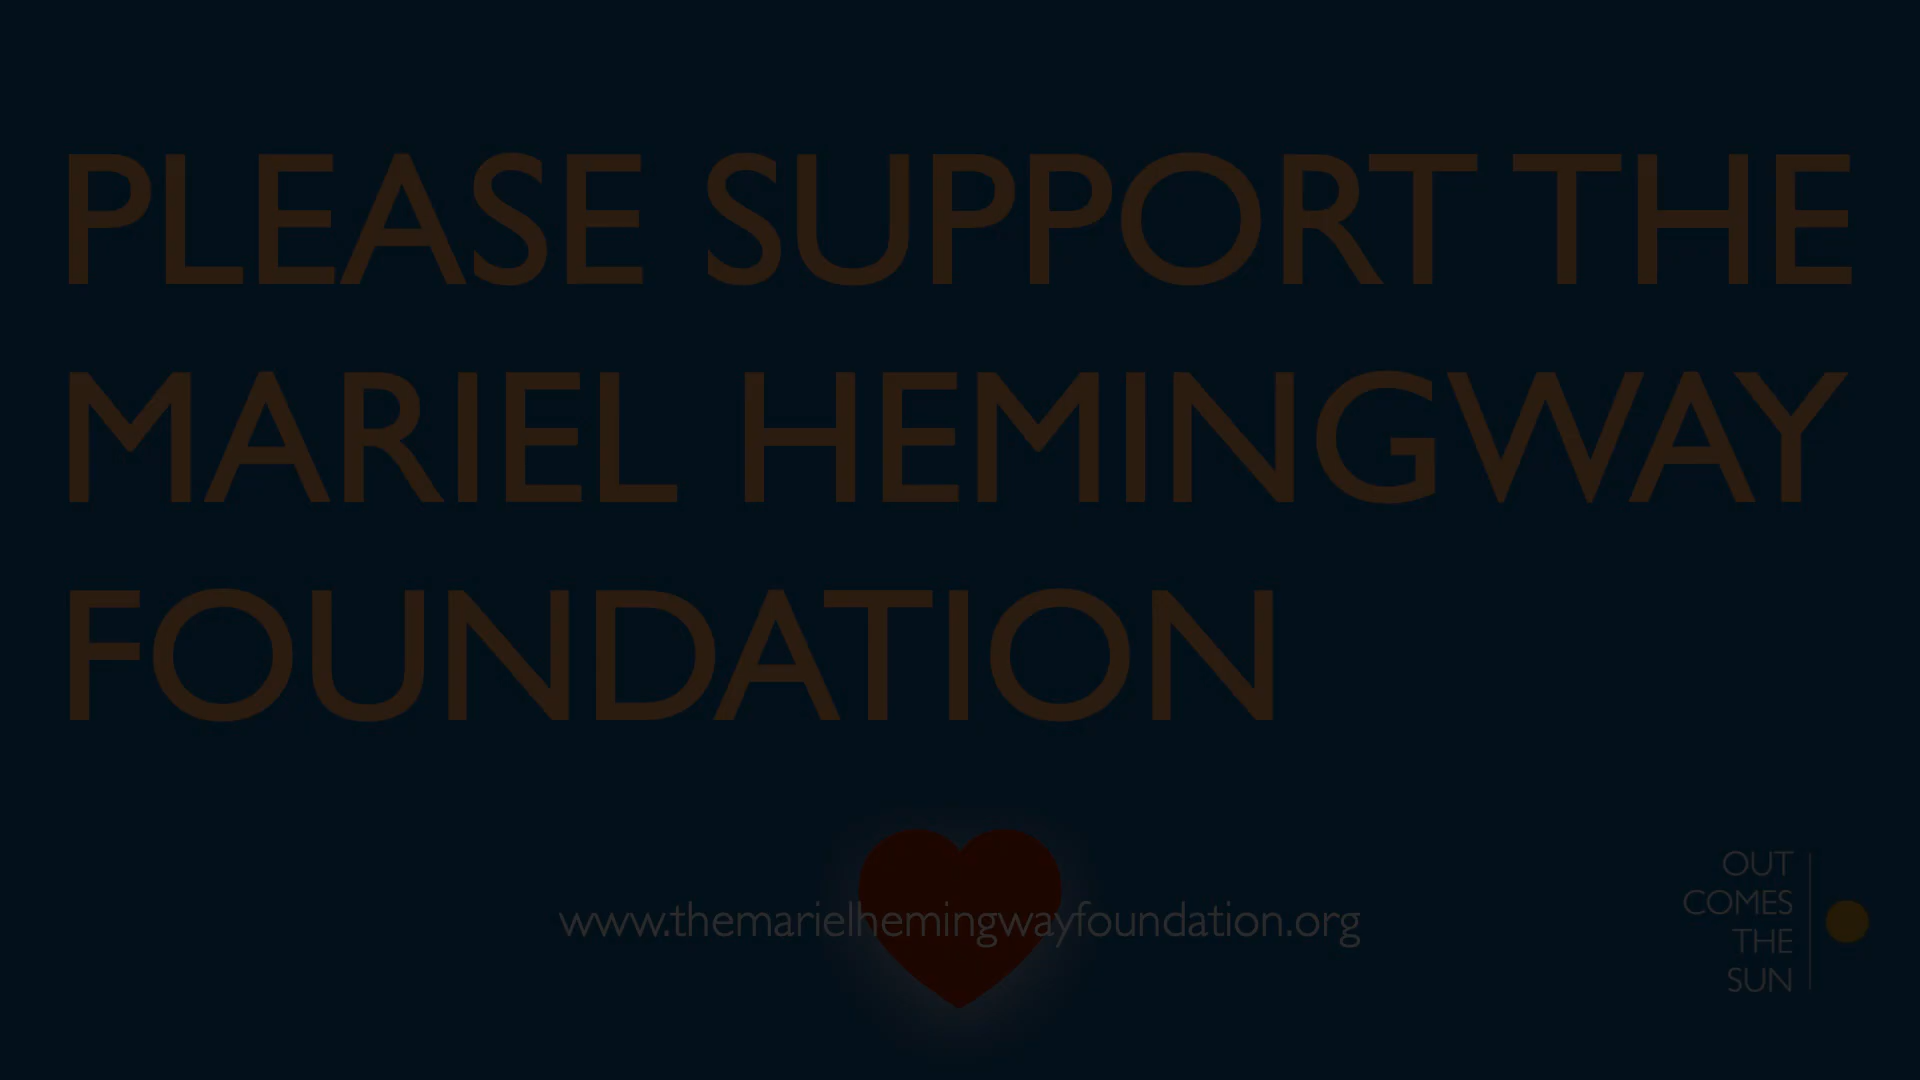 PLEASE SUPPORT THE
MARIEL HEMINGWAY
FOUNDATION
www.themarielhemingwayfoundation.org
OUT
COMES
THE
SUN